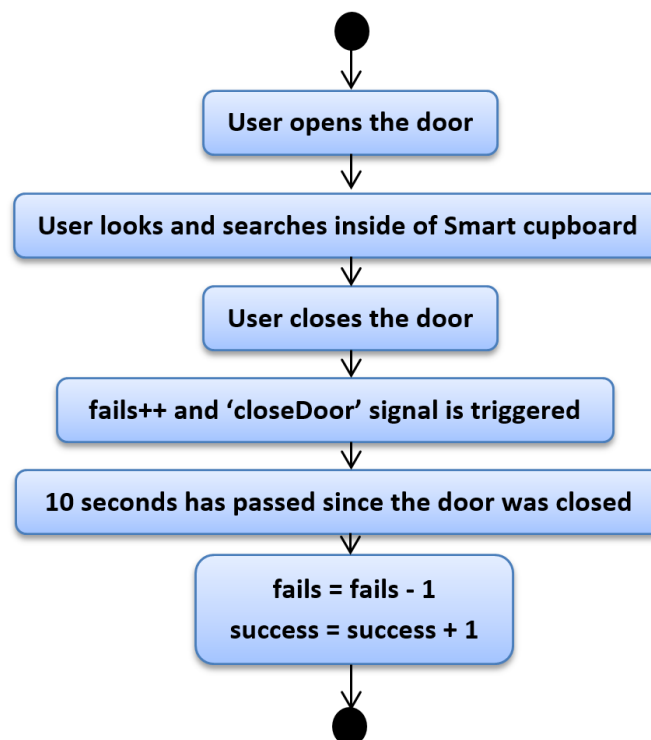 User opens the door
User looks and searches inside of Smart cupboard
User closes the door
fails++ and ‘closeDoor’ signal is triggered
10 seconds has passed since the door was closed
fails = fails - 1
success = success + 1